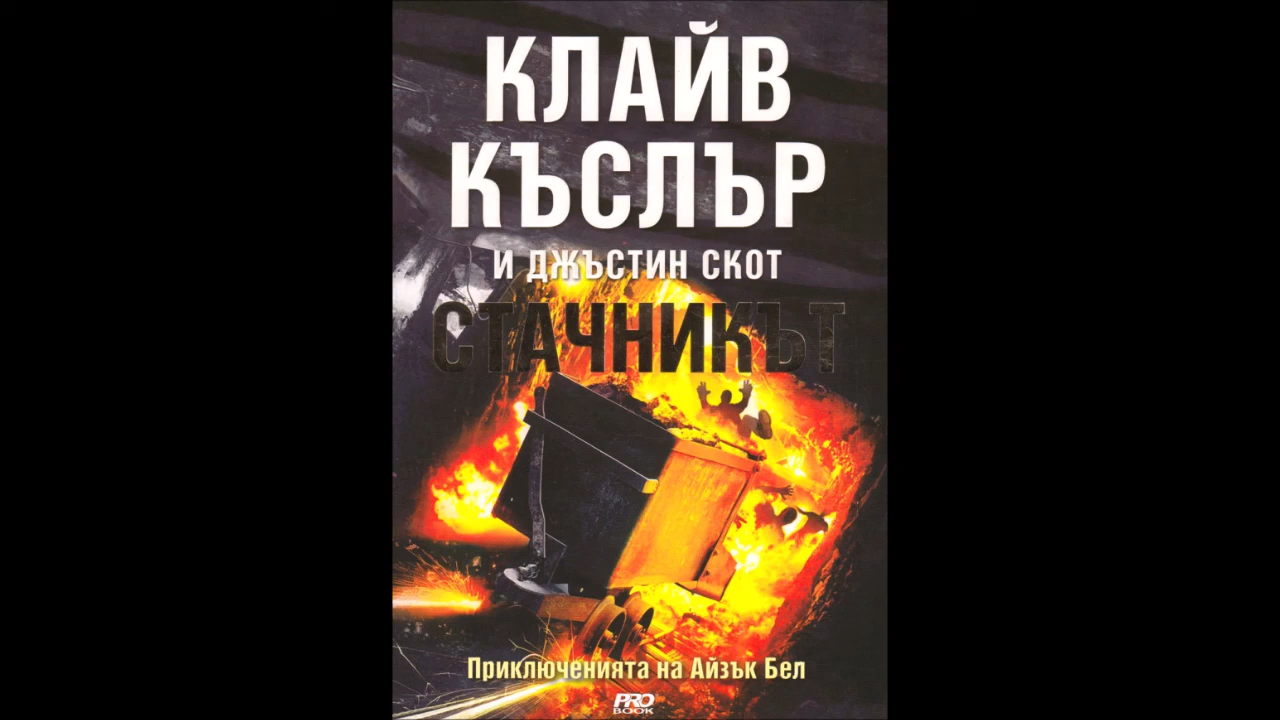 КЛАЙВ
КЪСЛЪР
И ДЖЪСТИН СКОТ
СТАЧНИКЪТ
Приключенията на Айзък Бел
PRO
BOOK